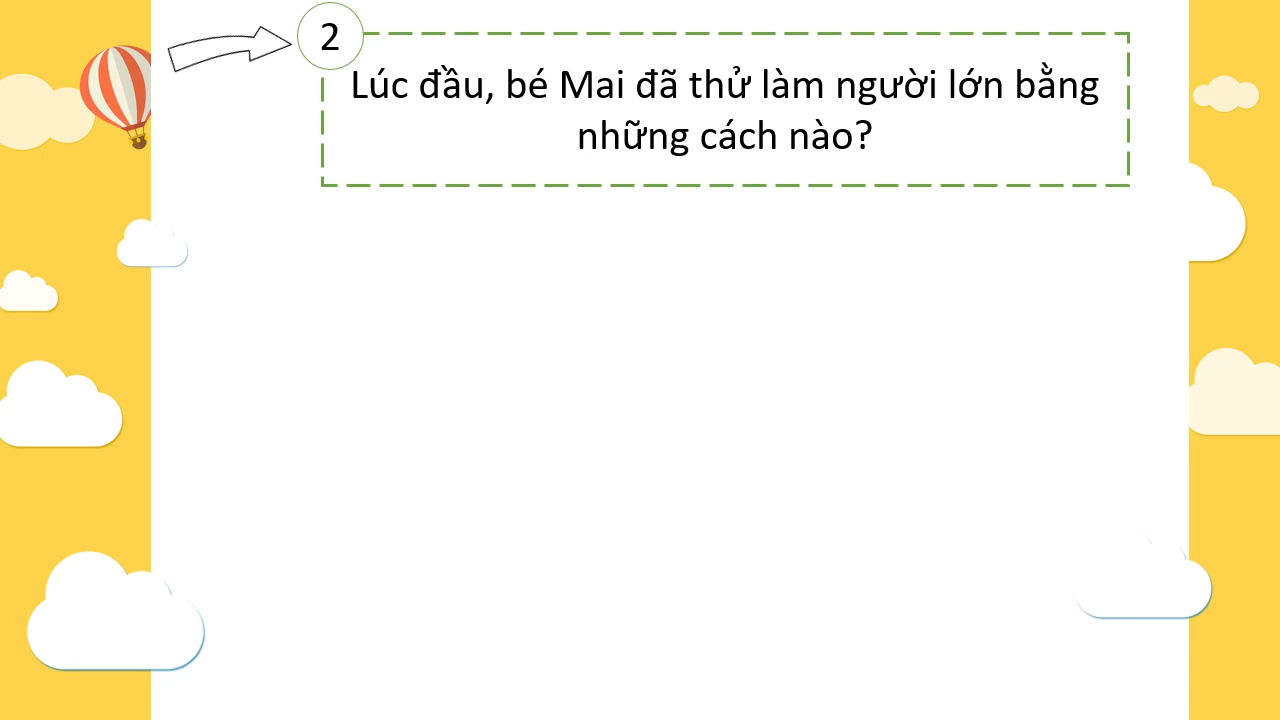 2
Lúc đầu, bé Mai đã thử làm người lớn bằng
những cách nào?